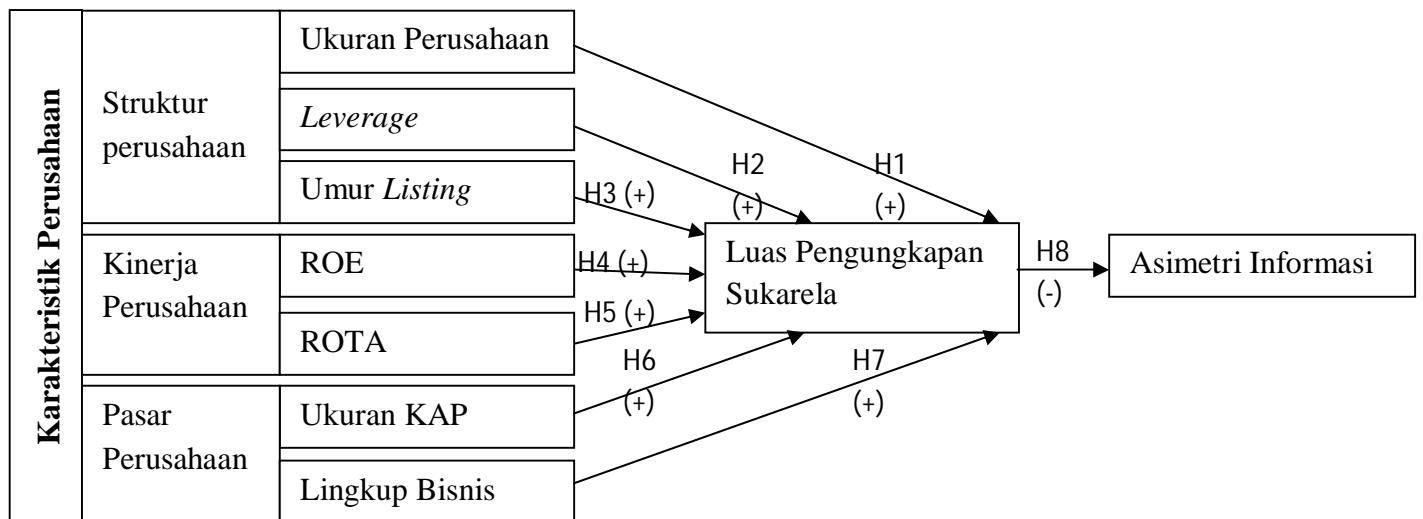 Karakteristik Perusahaan
Struktur
perusahaan
Ukuran Perusahaan
Leverage
Umur Listing
Kinerja
Perusahaan
ROE
ROTA
Pasar
Perusahaan
Ukuran KAP
Lingkup Bisnis
H1
(+)
H2
(+)
H3 (+)
H4 (+)
H5 (+)
H6
(+)
H7
(+)
Luas Pengungkapan
Sukarela
H8
(-)
Asimetri Informasi